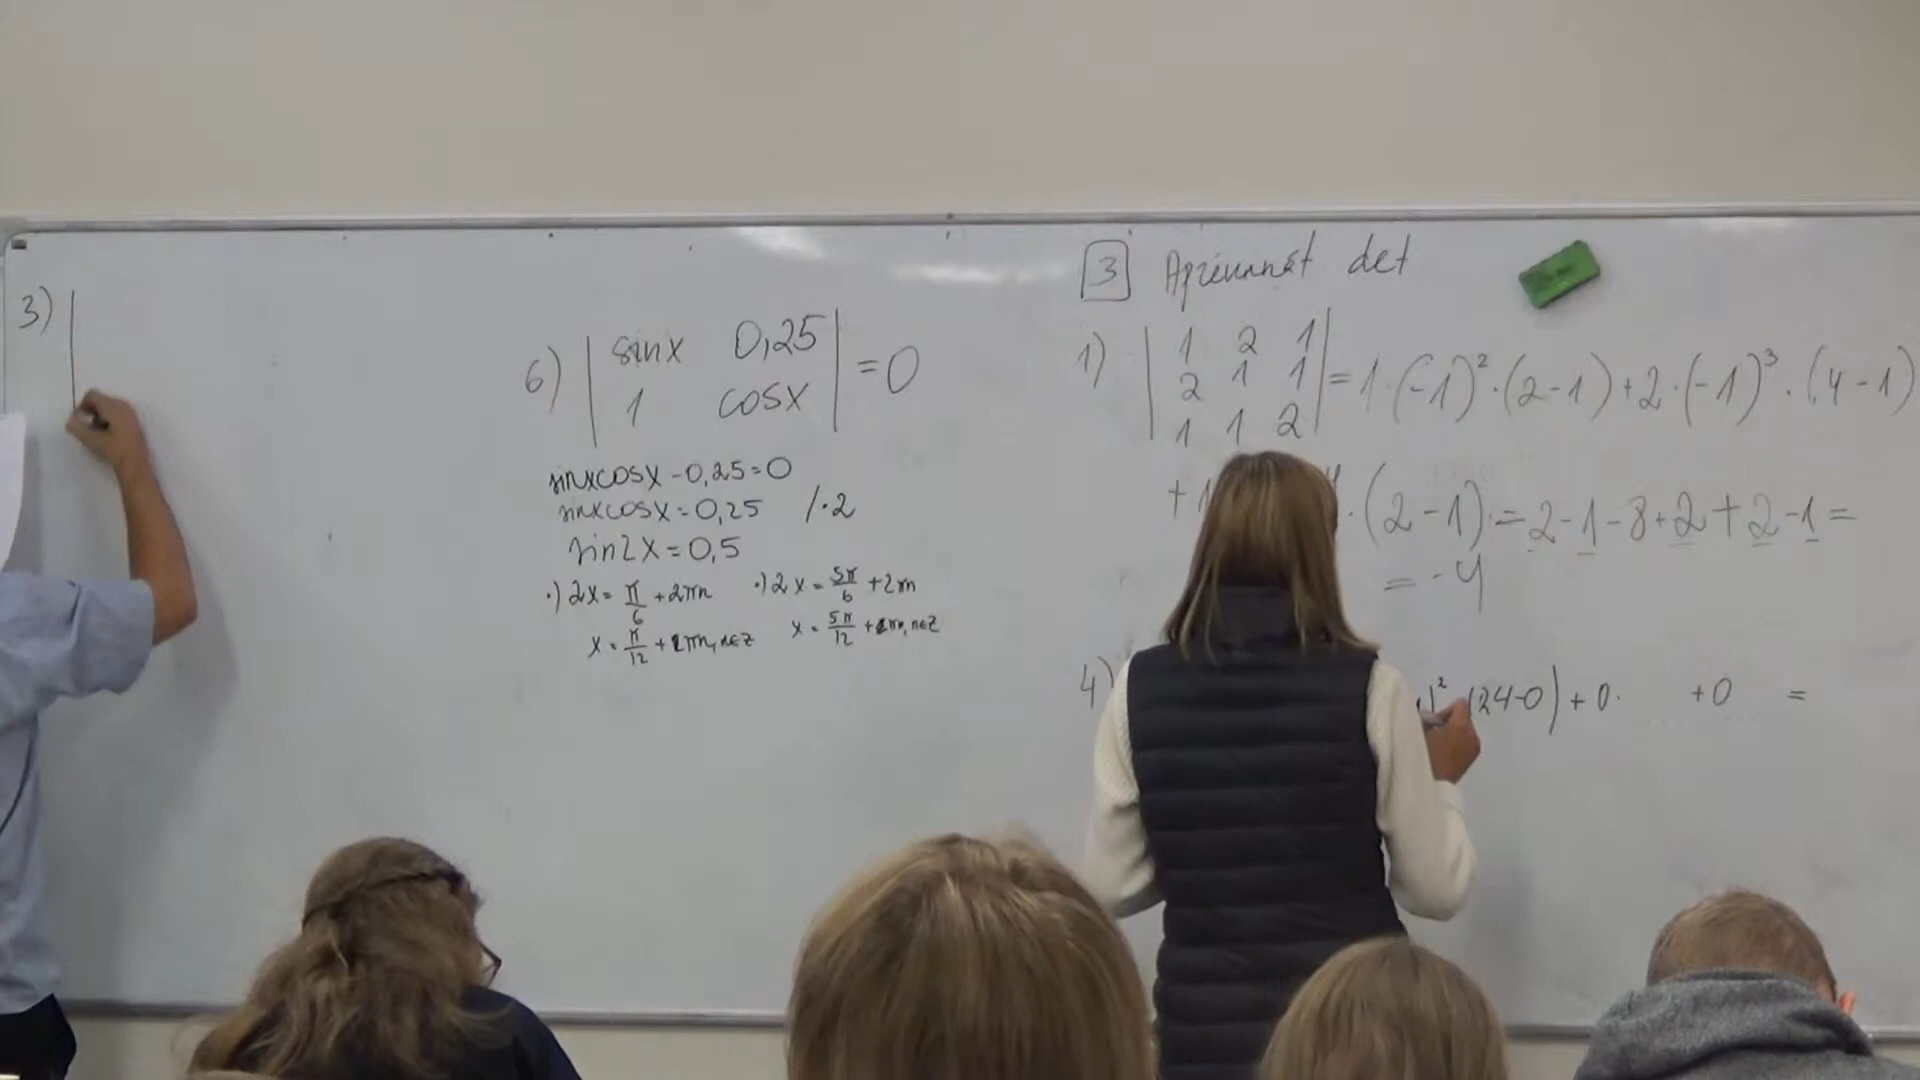 3) |
6) | sinx 0,25 | = 0
| 1 cosx |
sinxcosx - 0,25 = 0
sinxcosx = 0,25 /·2
sin2x = 0,5
·) 2x = π/6 + 2πn ·) 2x = 5π/6 + 2πn
x = π/12 + πn, n∈Z x = 5π/12 + πn, n∈Z
3 Aprēķināt det
1) | 1 2 1 |
| 2 1 1 | = 1·(-1)²·(2-1)+2·(-1)³·(4-1)
| 1 1 2 |
+1 ·(2-1) = 2-1-8+2+2-1 =
= -4
4) (24-0) + 0· +0 =